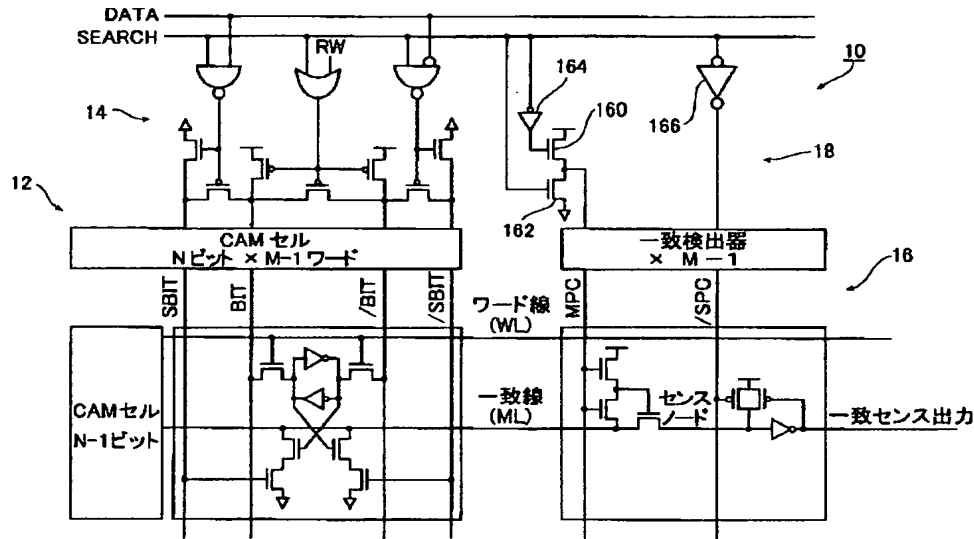 DATA
SEARCH
RW
10
14
164
160
166
18
12
162
CAMセル
Nビット × M-1ワード
一致検出器
× M-1
16
SBIT
BIT
/BIT
/SBIT
ワード線
(WL)
MPC
/SPC
CAMセル
N-1ビット
一致線
(ML)
センス
ノード
一致センス出力